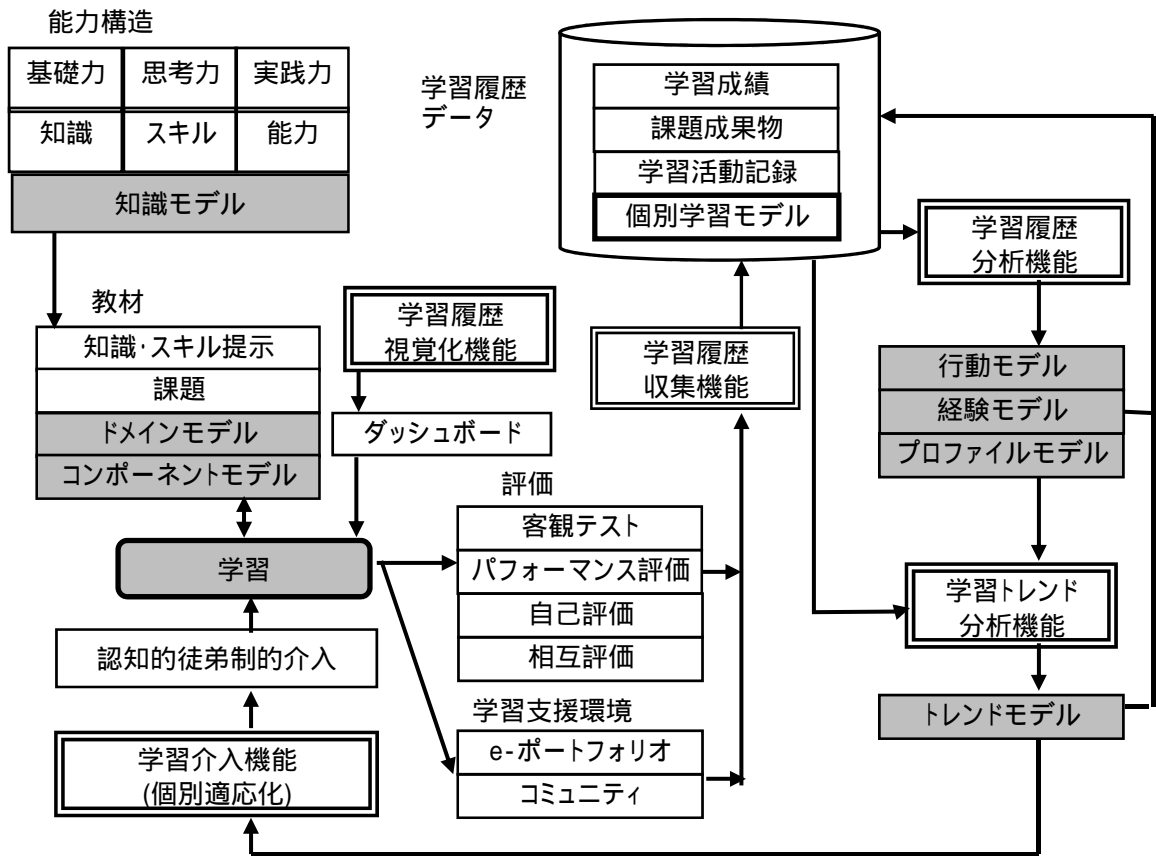 能力構造
基礎力
思考力
実践力
知識
スキル
能力
知識モデル
教材
知識･スキル提示
課題
ドメインモデル
コンポーネントモデル
学習履歴
視覚化機能
ダッシュボード
学習
認知的徒弟制的介入
学習介入機能
(個別適応化)
評価
客観テスト
パフォーマンス評価
自己評価
相互評価
学習支援環境
e-ポートフォリオ
コミュニティ
学習履歴
データ
学習成績
課題成果物
学習活動記録
個別学習モデル
学習履歴
収集機能
学習履歴
分析機能
行動モデル
経験モデル
プロファイルモデル
学習トレンド
分析機能
トレンドモデル